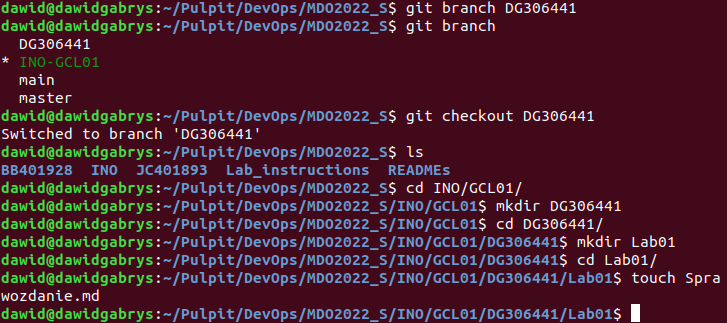 dawid@dawidgabrys:~/Pulpit/DevOps/MDO2022_S$ git branch DG306441
dawid@dawidgabrys:~/Pulpit/DevOps/MDO2022_S$ git branch
  DG306441
* INO-GCL01
  main
  master
dawid@dawidgabrys:~/Pulpit/DevOps/MDO2022_S$ git checkout DG306441
Switched to branch 'DG306441'
dawid@dawidgabrys:~/Pulpit/DevOps/MDO2022_S$ ls
BB401928  INO  JC401893  Lab_instructions  READMEs
dawid@dawidgabrys:~/Pulpit/DevOps/MDO2022_S$ cd INO/GCL01/
dawid@dawidgabrys:~/Pulpit/DevOps/MDO2022_S/INO/GCL01$ mkdir DG306441
dawid@dawidgabrys:~/Pulpit/DevOps/MDO2022_S/INO/GCL01$ cd DG306441/
dawid@dawidgabrys:~/Pulpit/DevOps/MDO2022_S/INO/GCL01/DG306441$ mkdir Lab01
dawid@dawidgabrys:~/Pulpit/DevOps/MDO2022_S/INO/GCL01/DG306441$ cd Lab01/
dawid@dawidgabrys:~/Pulpit/DevOps/MDO2022_S/INO/GCL01/DG306441/Lab01$ touch Spra
wozdanie.md
dawid@dawidgabrys:~/Pulpit/DevOps/MDO2022_S/INO/GCL01/DG306441/Lab01$